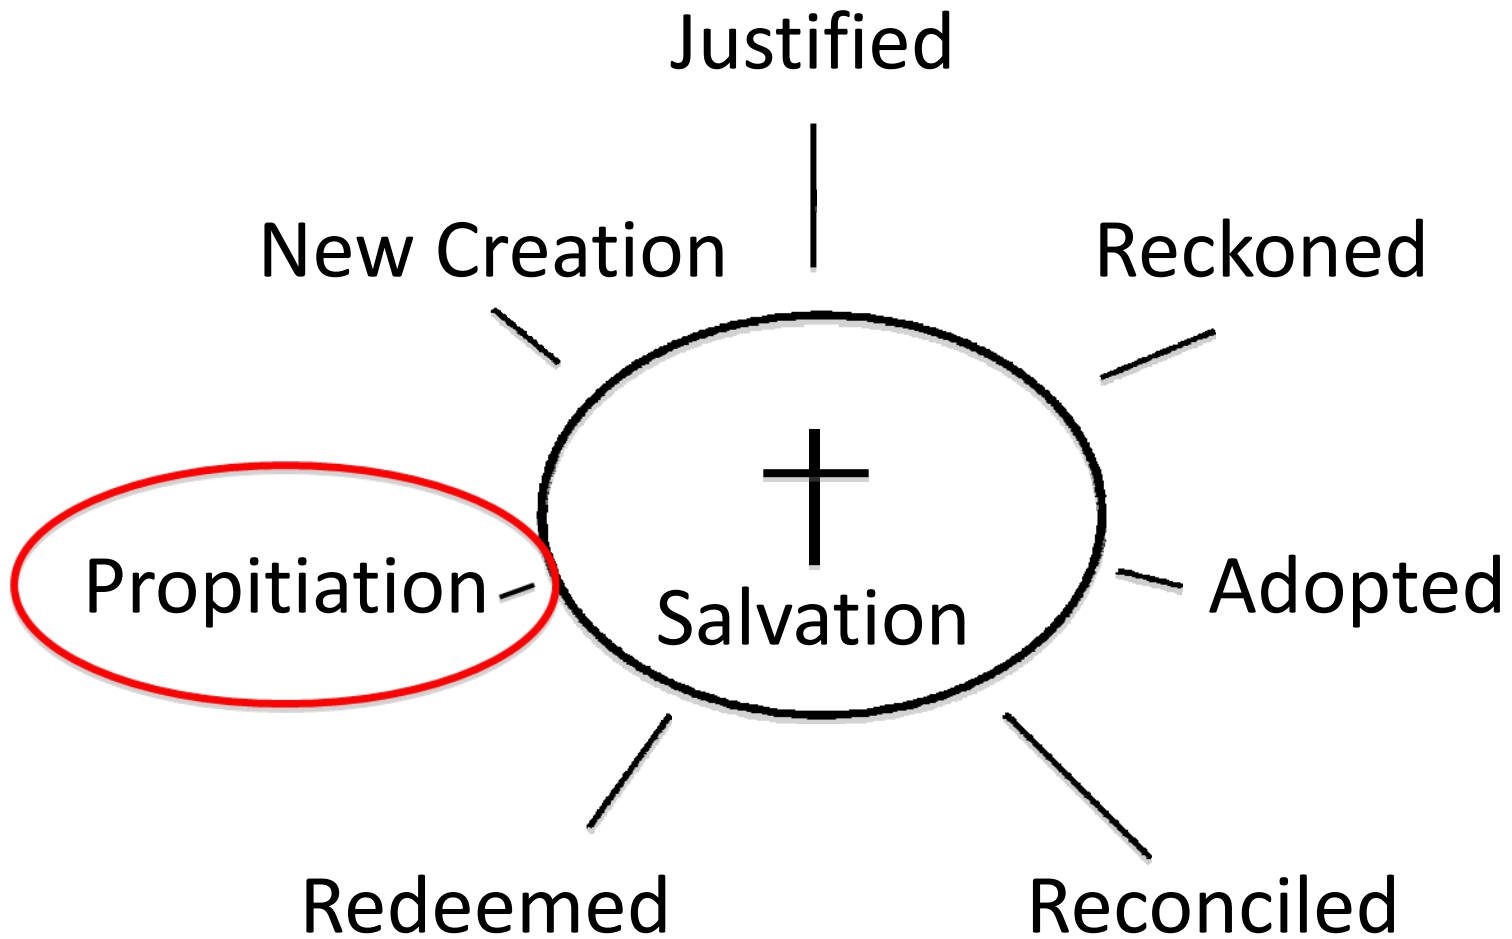 Justified
New Creation
Reckoned
Propitiation
Salvation
Adopted
Redeemed
Reconciled